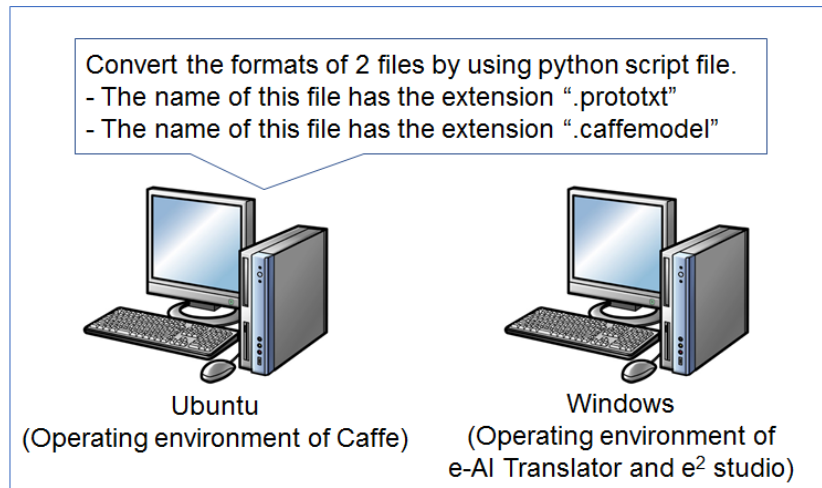 Convert the formats of 2 files by using python script file.
- The name of this file has the extension “.prototxt”
- The name of this file has the extension “.caffemodel”
Ubuntu
(Operating environment of Caffe)
Windows
(Operating environment of
e-AI Translator and e² studio)